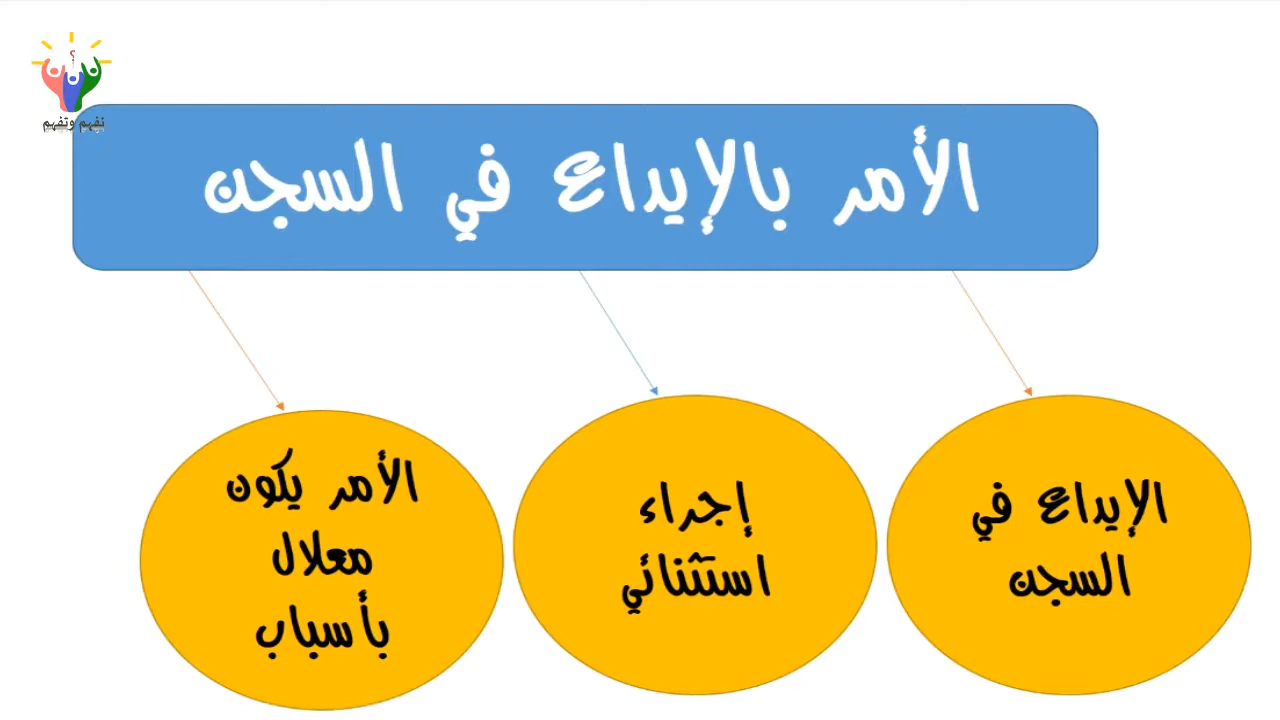 نفهم وتفهم
الأمر بالإيداع في السجن
الإيداع في
السجن
إجراء
استثنائي
الأمر يكون
معلال
بأسباب